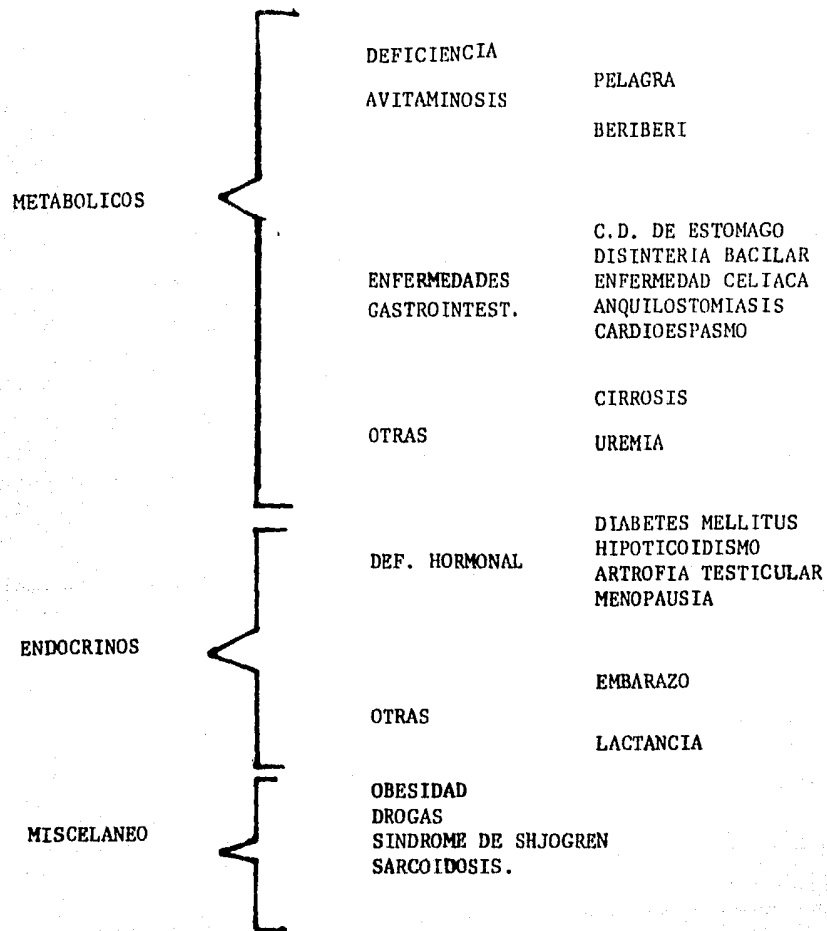 DEFICIENCIA
PELAGRA
AVITAMINOSIS
BERIBERI
METABOLICOS
C.D. DE ESTOMAGO
DISINTERIA BACILAR
ENFERMEDADES ENFERMEDAD CELIACA
GASTROINTEST. ANQUILOSTOMIASIS
CARDIOESPASMO
CIRROSIS
OTRAS UREMIA
DIABETES MELLITUS
DEF. HORMONAL HIPOTICOIDISMO
ARTROFIA TESTICULAR
MENOPAUSIA
ENDOCRINOS
EMBARAZO
OTRAS
LACTANCIA
OBESIDAD
DROGAS
MISCELANEO SINDROME DE SHJOGREN
SARCOIDOSIS.